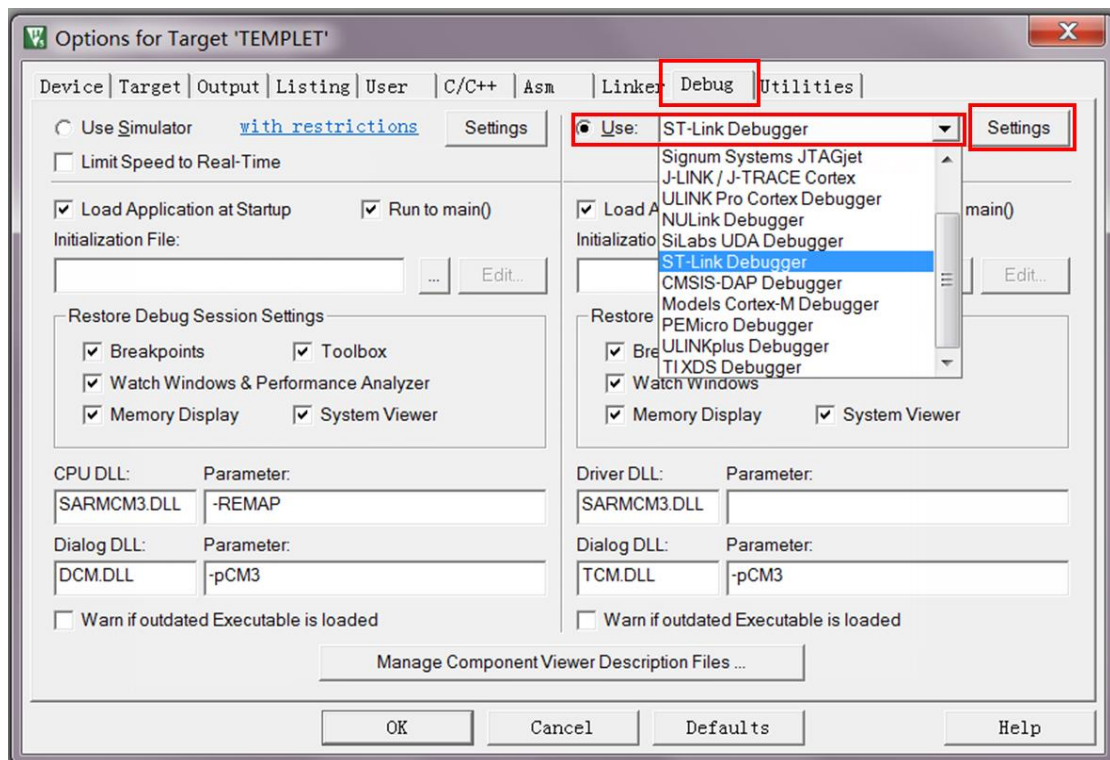 Options for Target 'TEMPLET'
Device Target Output Listing User C/C++ Asm Linker Debug Utilities
Use Simulator with restrictions Settings
Limit Speed to Real-Time
Load Application at Startup Run to main()
Initialization File:
... Edit...
Restore Debug Session Settings
Breakpoints Toolbox
Watch Windows & Performance Analyzer
Memory Display System Viewer
CPU DLL: Parameter:
SARMCM3.DLL -REMAP
Dialog DLL: Parameter:
DCM.DLL -pCM3
Warn if outdated Executable is loaded
Use: ST-Link Debugger Settings
Signum Systems JTAGjet
J-LINK / J-TRACE Cortex
ULINK Pro Cortex Debugger
NULink Debugger
SiLabs UDA Debugger
ST-Link Debugger
CMSIS-DAP Debugger
Models Cortex-M Debugger
PEMicro Debugger
ULINKplus Debugger
TI XDS Debugger
Load A main()
Initializatio
Edit...
Restore
Bre
Watch Windows
Memory Display System Viewer
Driver DLL: Parameter:
SARMCM3.DLL
Dialog DLL: Parameter:
TCM.DLL -pCM3
Warn if outdated Executable is loaded
Manage Component Viewer Description Files ...
OK Cancel Defaults Help